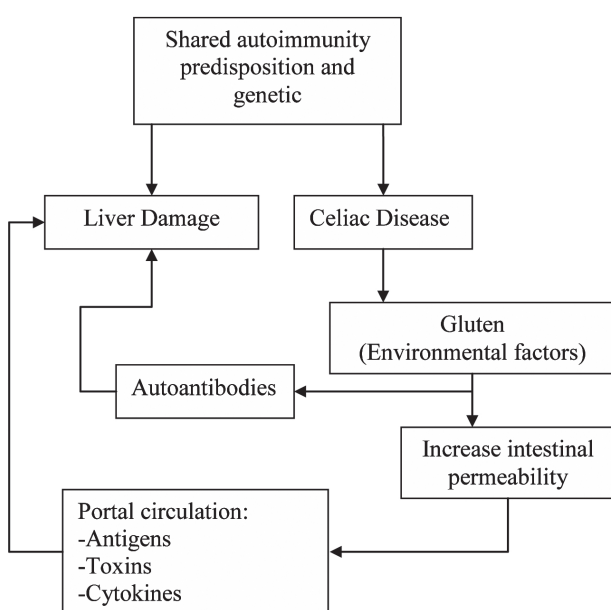 Shared autoimmunity
predisposition and
genetic
Liver Damage
Celiac Disease
Gluten
(Environmental factors)
Autoantibodies
Increase intestinal
permeability
Portal circulation:
-Antigens
-Toxins
-Cytokines